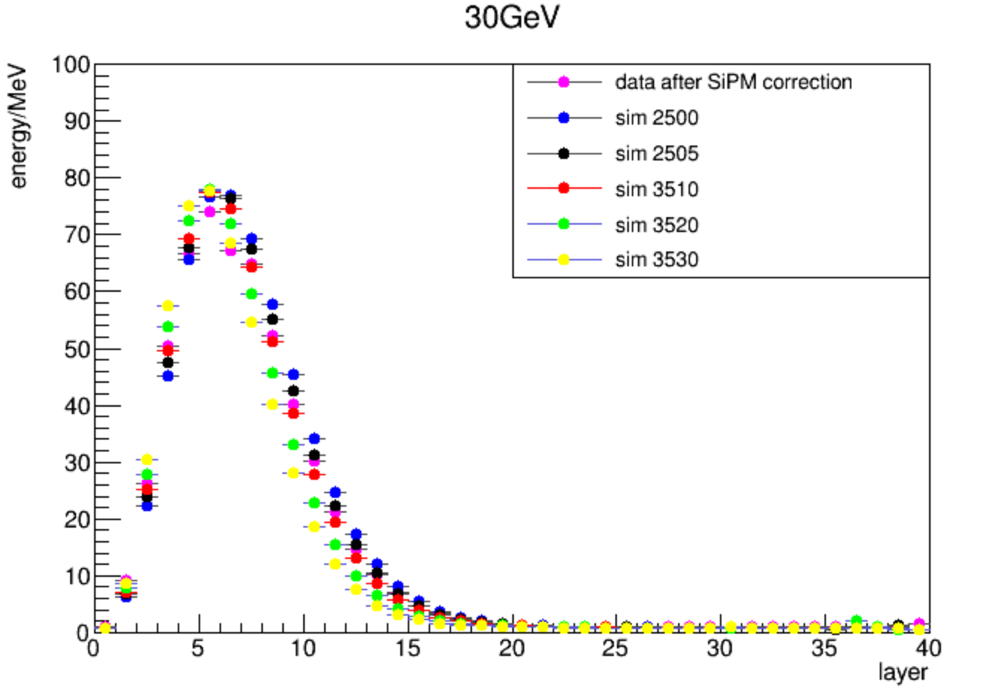 30GeV
energy/MeV
100
90
80
70
60
50
40
30
20
10
0
data after SiPM correction
sim 2500
sim 2505
sim 3510
sim 3520
sim 3530
0 5 10 15 20 25 30 35 40
layer